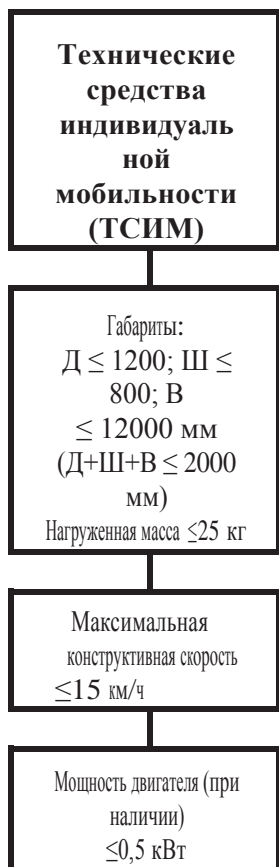 Технические
средства
индивидуаль
ной
мобильности
(ТСИМ)
Габариты:
Д ≤ 1200; Ш ≤
800; В
≤ 12000 мм
(Д+Ш+В ≤ 2000
мм)
Нагруженная масса ≤25 кг
Максимальная
конструктивная скорость
≤15 км/ч
Мощность двигателя (при
наличии)
≤0,5 кВт